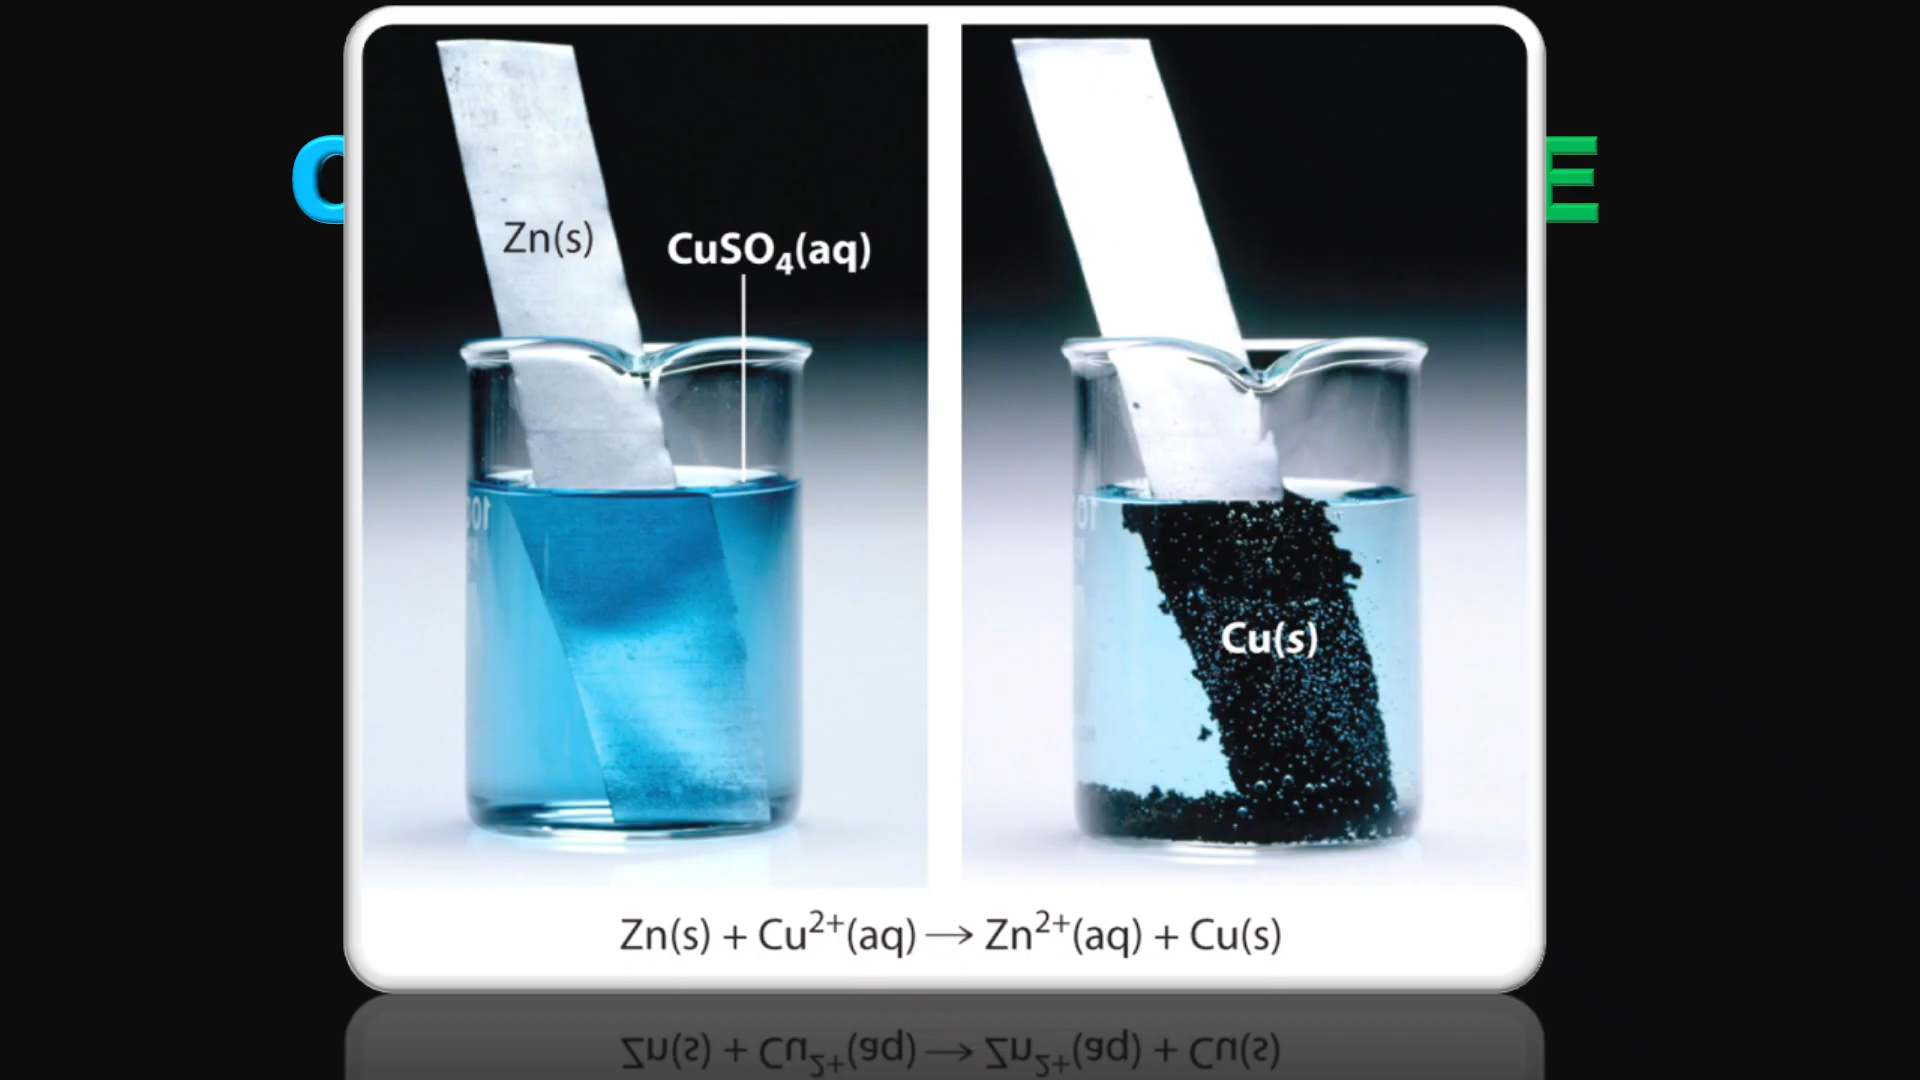 C E
Zn(s)
CuSO₄(aq)
Cu(s)
Zn(s) + Cu²⁺(aq) → Zn²⁺(aq) + Cu(s)